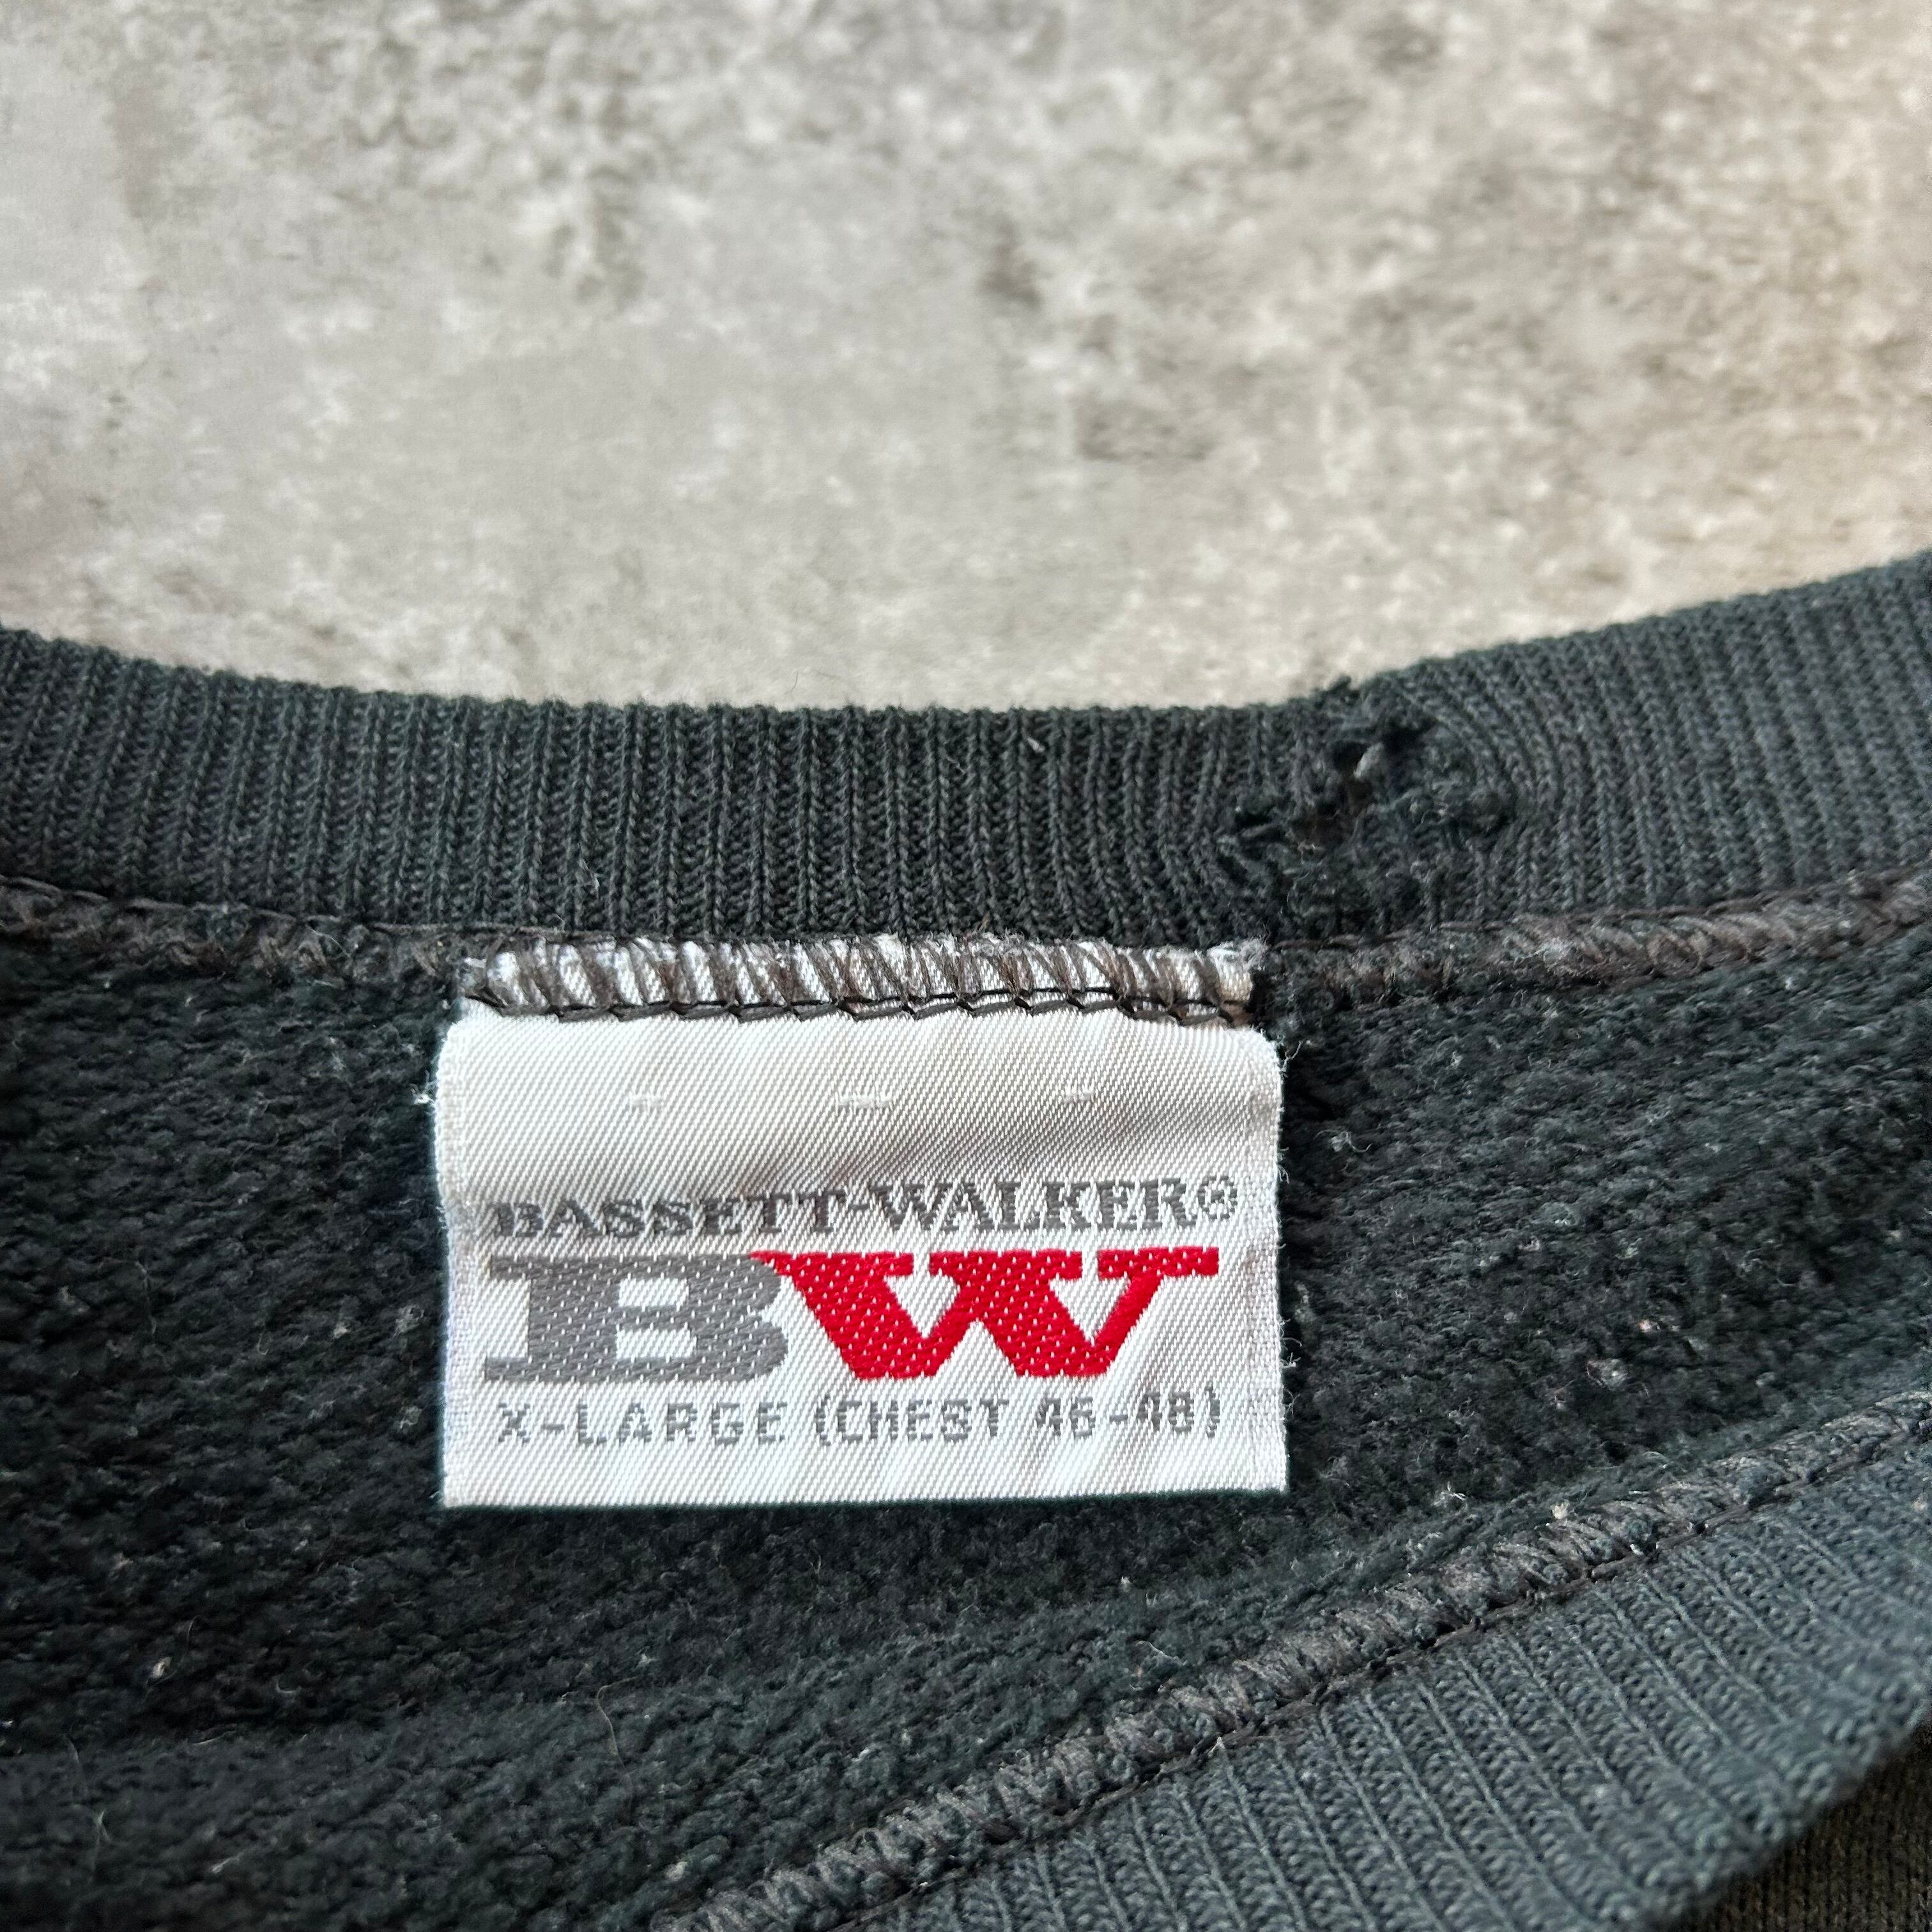 BASSETT-WALKER®
BW
X-LARGE (CHEST 46-48)